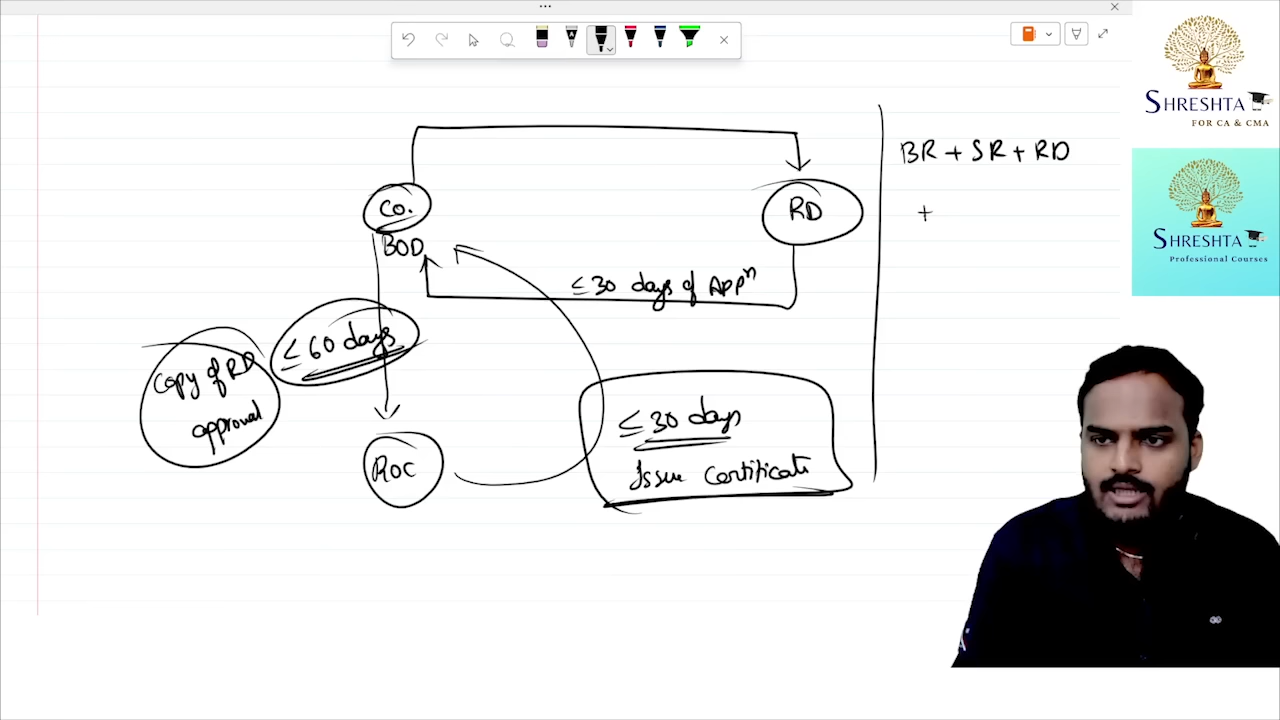 SHRESHTA
FOR CA & CMA
SHRESHTA
Professional Courses
BR + SR + RD
+
Co.
BOD
RD
≤30 days of APPⁿ
≤ 60 days
Copy of RD
approval
ROC
≤ 30 days
Issue Certificate